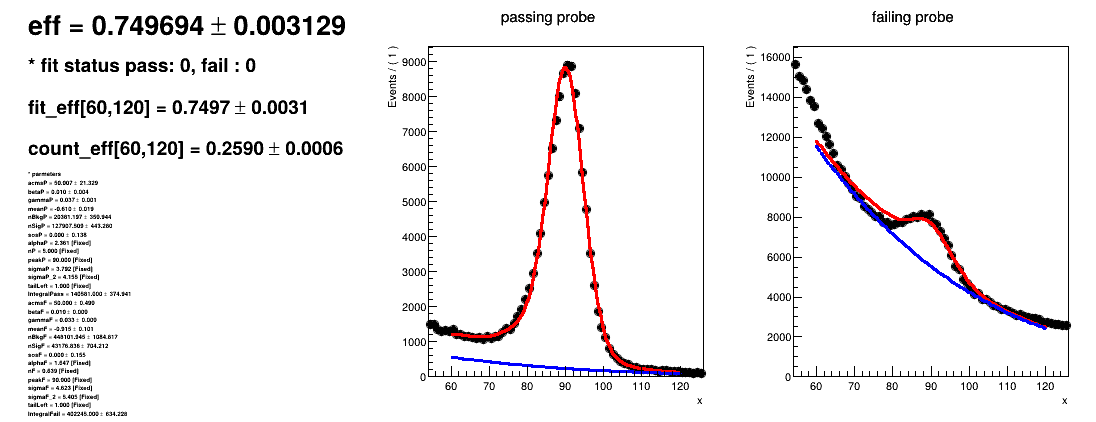 eff = 0.749694 ± 0.003129
* fit status pass: 0, fail : 0
fit_eff[60,120] = 0.7497 ± 0.0031
count_eff[60,120] = 0.2590 ± 0.0006
* parmeters
acmsP = 50.007 ± 21.329
betaP = 0.010 ± 0.004
gammaP = 0.037 ± 0.001
meanP = -0.610 ± 0.019
nBkgP = 20361.197 ± 350.944
nSigP = 127907.509 ± 443.260
sosP = 0.000 ± 0.138
alphaP = 2.361 [Fixed]
nP = 5.000 [Fixed]
peakP = 90.000 [Fixed]
sigmaP = 3.792 [Fixed]
sigmaP_2 = 4.155 [Fixed]
tailLeft = 1.000 [Fixed]
IntegralPass = 140581.000 ± 374.941
acmsF = 50.000 ± 0.499
betaF = 0.010 ± 0.009
gammaF = 0.033 ± 0.009
meanF = -0.915 ± 0.101
nBkgF = 448101.945 ± 1084.617
nSigF = 43176.836 ± 704.212
sosF = 0.000 ± 0.155
alphaF = 1.647 [Fixed]
nF = 0.639 [Fixed]
peakF = 90.000 [Fixed]
sigmaF = 4.623 [Fixed]
sigmaF_2 = 5.405 [Fixed]
tailLeft = 1.000 [Fixed]
IntegralFail = 402245.000 ± 634.228
passing probe
Events / ( 1 )
9000
8000
7000
6000
5000
4000
3000
2000
1000
0
60 70 80 90 100 110 120
x
failing probe
Events / ( 1 )
16000
14000
12000
10000
8000
6000
4000
2000
0
60 70 80 90 100 110 120
x